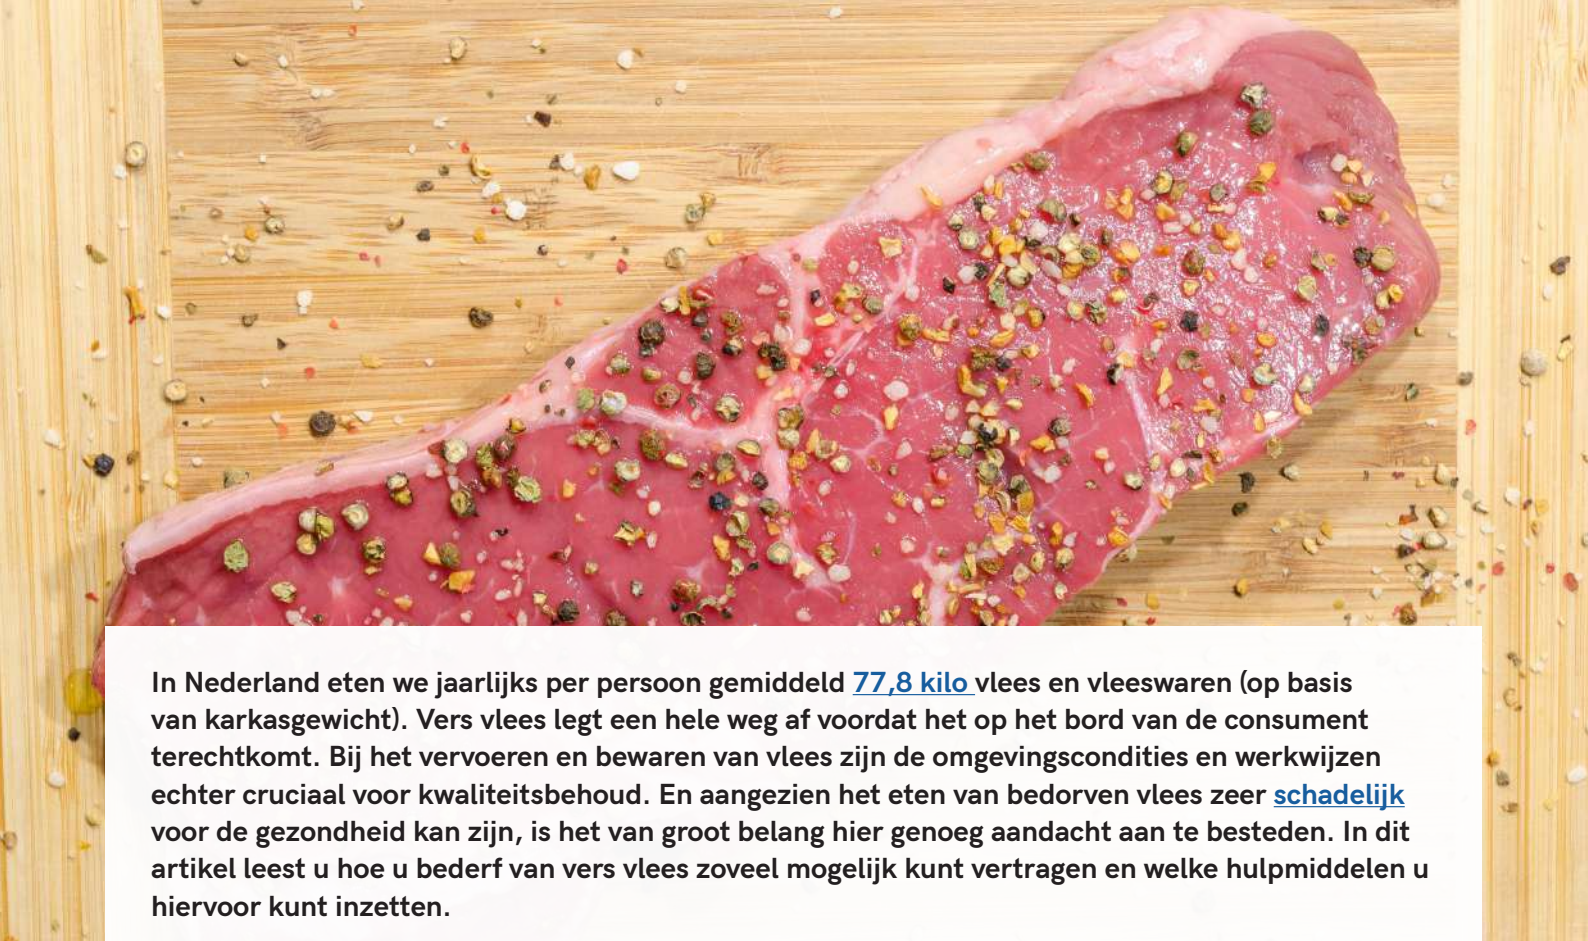 In Nederland eten we jaarlijks per persoon gemiddeld 77,8 kilo vlees en vleeswaren (op basis
van karkasgewicht). Vers vlees legt een hele weg af voordat het op het bord van de consument
terechtkomt. Bij het vervoeren en bewaren van vlees zijn de omgevingscondities en werkwijzen
echter cruciaal voor kwaliteitsbehoud. En aangezien het eten van bedorven vlees zeer schadelijk
voor de gezondheid kan zijn, is het van groot belang hier genoeg aandacht aan te besteden. In dit
artikel leest u hoe u bederf van vers vlees zoveel mogelijk kunt vertragen en welke hulpmiddelen u
hiervoor kunt inzetten.